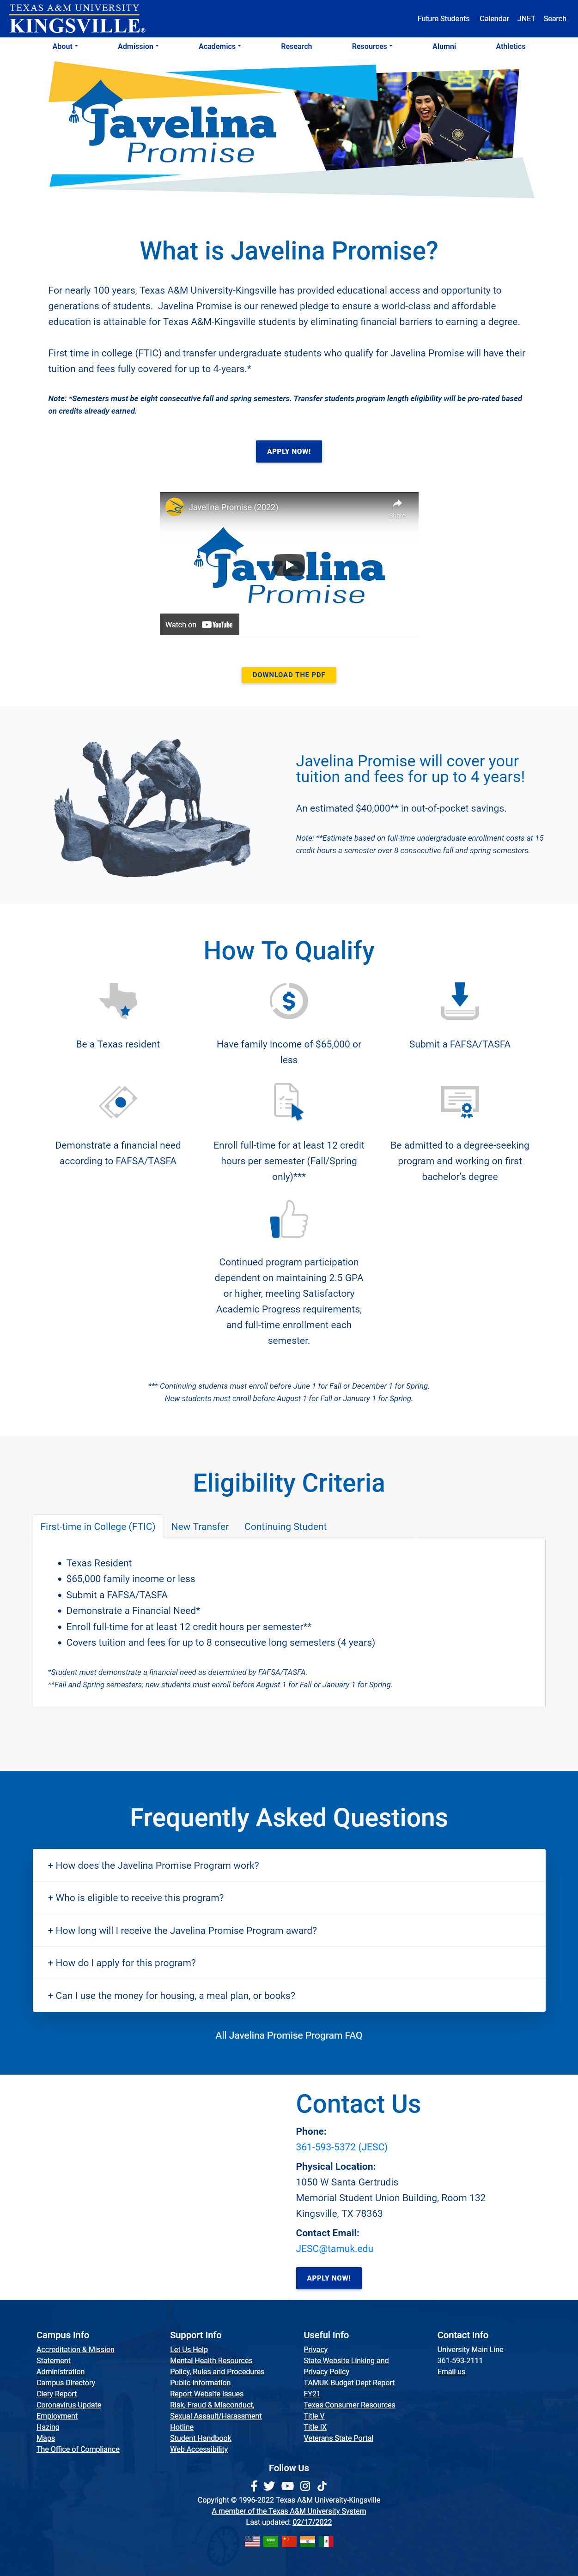 TEXAS A&M UNIVERSITY
KINGSVILLE®
Future Students Calendar JNET Search
About Admission Academics Research Resources Alumni Athletics
Javelina
Promise
What is Javelina Promise?
For nearly 100 years, Texas A&M University-Kingsville has provided educational access and opportunity to
generations of students. Javelina Promise is our renewed pledge to ensure a world-class and affordable
education is attainable for Texas A&M-Kingsville students by eliminating financial barriers to earning a degree.
First time in college (FTIC) and transfer undergraduate students who qualify for Javelina Promise will have their
tuition and fees fully covered for up to 4-years.*
Note: *Semesters must be eight consecutive fall and spring semesters. Transfer students program length eligibility will be pro-rated based
on credits already earned.
APPLY NOW!
Javelina Promise (2022)
Javelina
Promise
Watch on YouTube
DOWNLOAD THE PDF
Javelina Promise will cover your
tuition and fees for up to 4 years!
An estimated $40,000** in out-of-pocket savings.
Note: **Estimate based on full-time undergraduate enrollment costs at 15
credit hours a semester over 8 consecutive fall and spring semesters.
How To Qualify
Be a Texas resident
Have family income of $65,000 or
less
Submit a FAFSA/TASFA
Demonstrate a financial need
according to FAFSA/TASFA
Enroll full-time for at least 12 credit
hours per semester (Fall/Spring
only)***
Be admitted to a degree-seeking
program and working on first
bachelor's degree
Continued program participation
dependent on maintaining 2.5 GPA
or higher, meeting Satisfactory
Academic Progress requirements,
and full-time enrollment each
semester.
*** Continuing students must enroll before June 1 for Fall or December 1 for Spring.
New students must enroll before August 1 for Fall or January 1 for Spring.
Eligibility Criteria
First-time in College (FTIC) New Transfer Continuing Student
• Texas Resident
• $65,000 family income or less
• Submit a FAFSA/TASFA
• Demonstrate a Financial Need*
• Enroll full-time for at least 12 credit hours per semester**
• Covers tuition and fees for up to 8 consecutive long semesters (4 years)
*Student must demonstrate a financial need as determined by FAFSA/TASFA.
**Fall and Spring semesters; new students must enroll before August 1 for Fall or January 1 for Spring.
Frequently Asked Questions
+ How does the Javelina Promise Program work?
+ Who is eligible to receive this program?
+ How long will I receive the Javelina Promise Program award?
+ How do I apply for this program?
+ Can I use the money for housing, a meal plan, or books?
All Javelina Promise Program FAQ
Contact Us
Phone:
361-593-5372 (JESC)
Physical Location:
1050 W Santa Gertrudis
Memorial Student Union Building, Room 132
Kingsville, TX 78363
Contact Email:
JESC@tamuk.edu
APPLY NOW!
Campus Info
Accreditation & Mission
Statement
Administration
Campus Directory
Clery Report
Coronavirus Update
Employment
Hazing
Maps
The Office of Compliance
Support Info
Let Us Help
Mental Health Resources
Policy, Rules and Procedures
Public Information
Report Website Issues
Risk, Fraud & Misconduct,
Sexual Assault/Harassment
Hotline
Student Handbook
Web Accessibility
Useful Info
Privacy
State Website Linking and
Privacy Policy
TAMUK Budget Dept Report
FY21
Texas Consumer Resources
Title V
Title IX
Veterans State Portal
Contact Info
University Main Line
361-593-2111
Email us
Follow Us
Copyright © 1996-2022 Texas A&M University-Kingsville
A member of the Texas A&M University System
Last updated: 02/17/2022